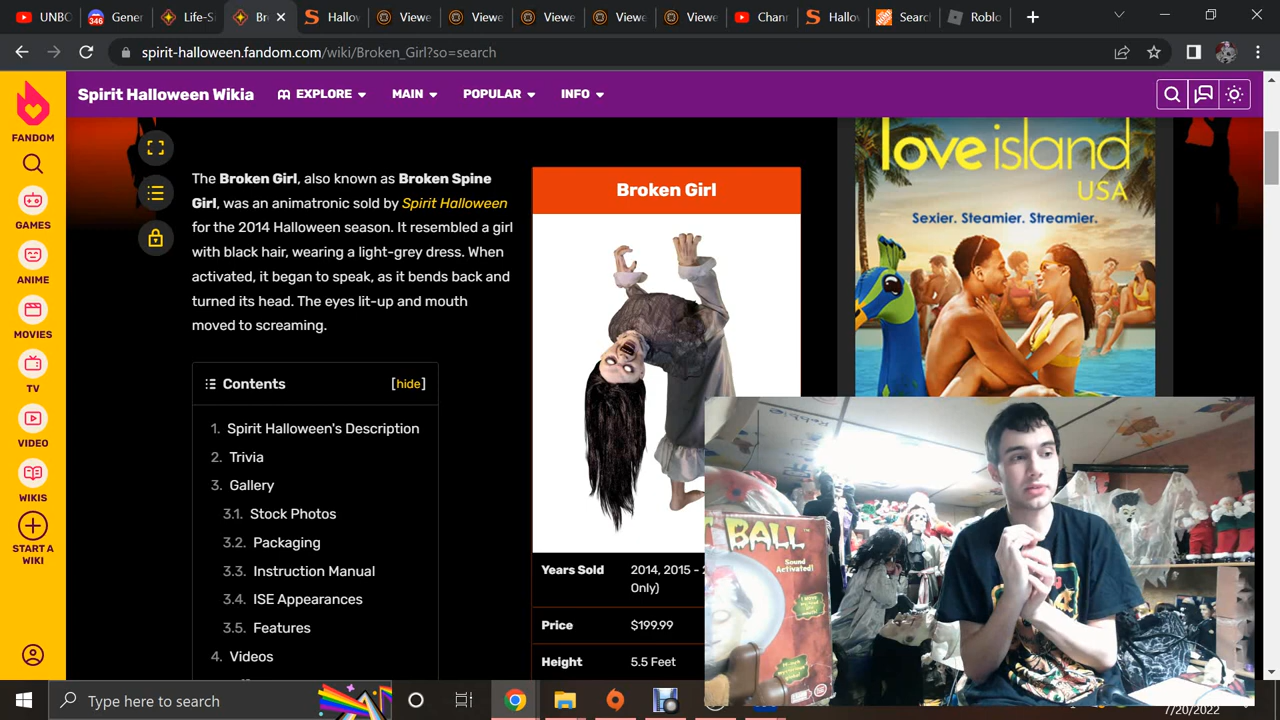 UNBC
346
Gener
Life-Si
Br
Hallov
Viewe
Viewe
Viewe
Viewe
Viewe
Chan
Hallov
Searc
Roblo
spirit-halloween.fandom.com/wiki/Broken_Girl?so=search
Spirit Halloween Wikia
EXPLORE
MAIN
POPULAR
INFO
FANDOM
GAMES
ANIME
MOVIES
TV
VIDEO
WIKIS
START A
WIKI
The Broken Girl, also known as Broken Spine
Girl, was an animatronic sold by Spirit Halloween
for the 2014 Halloween season. It resembled a girl
with black hair, wearing a light-grey dress. When
activated, it began to speak, as it bends back and
turned its head. The eyes lit-up and mouth
moved to screaming.
Contents [hide]
1. Spirit Halloween's Description
2. Trivia
3. Gallery
3.1. Stock Photos
3.2. Packaging
3.3. Instruction Manual
3.4. ISE Appearances
3.5. Features
4. Videos
Broken Girl
Years Sold 2014, 2015 -
Only)
Price $199.99
Height 5.5 Feet
love island
USA
Sexier. Steamier. Streamier.
BALL
Sound
Activated!
Type here to search
7/20/2022